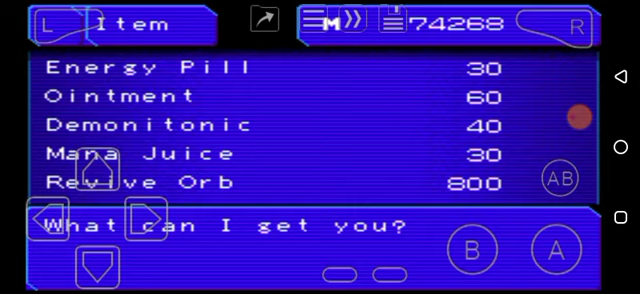 L Item M 74268 R
Energy Pill 30
Ointment 60
Demonitonic 40
Mana Juice 30
Revive Orb 800
AB
What can I get you?
B A